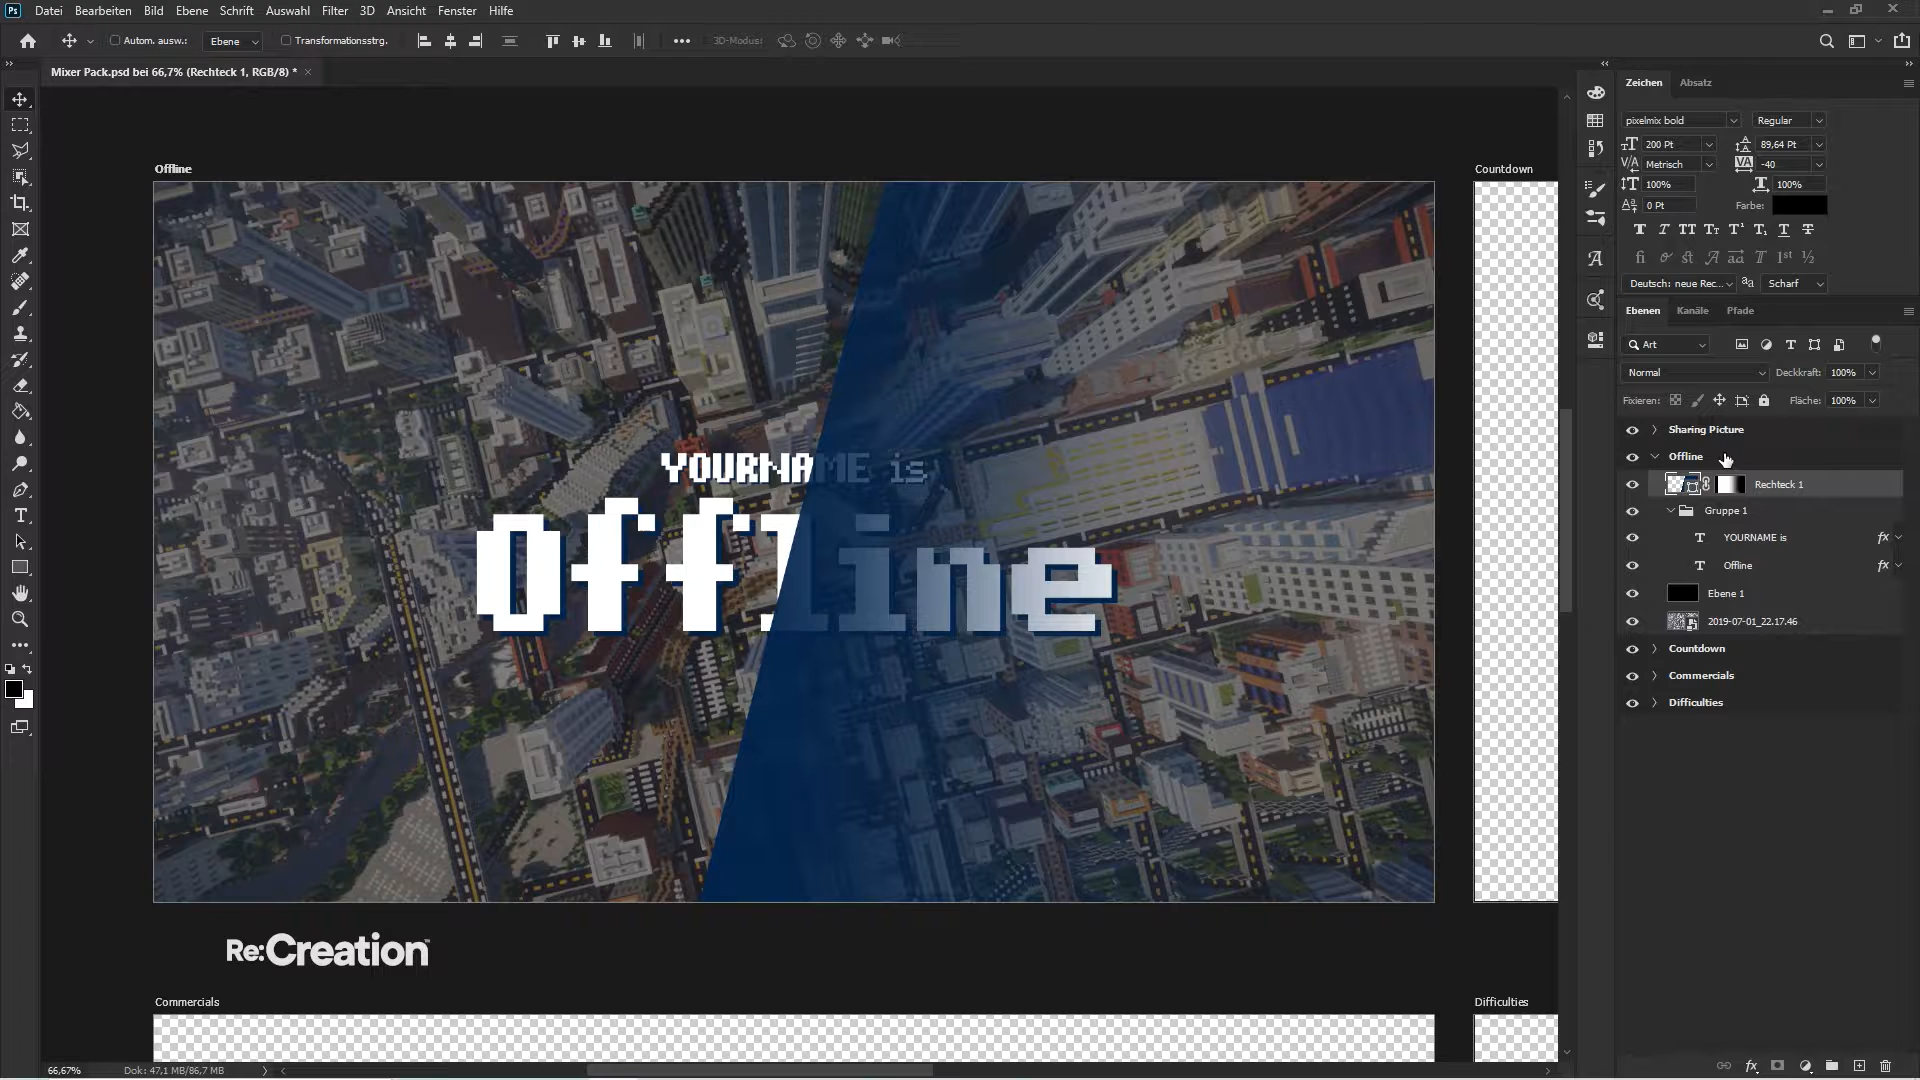 Ps Datei Bearbeiten Bild Ebene Schrift Auswahl Filter 3D Ansicht Fenster Hilfe
Autom. ausw.: Ebene Transformationsstrg. 3D-Modus:
Mixer Pack.psd bei 66,7% (Rechteck 1, RGB/8) *
Offline
Countdown
YOURNAME is
Offline
Re:Creation
Commercials
Difficulties
66,67% Dok: 47,1 MB/86,7 MB
Zeichen Absatz
pixelmix bold Regular
200 Pt 89,64 Pt
Metrisch -40
100% 100%
0 Pt Farbe:
Deutsch: neue Rec... aa Scharf
Ebenen Kanäle Pfade
Art
Normal Deckkraft: 100%
Fixieren: Fläche: 100%
Sharing Picture
Offline
Rechteck 1
Gruppe 1
YOURNAME is fx
Offline fx
Ebene 1
2019-07-01_22.17.46
Countdown
Commercials
Difficulties
fx